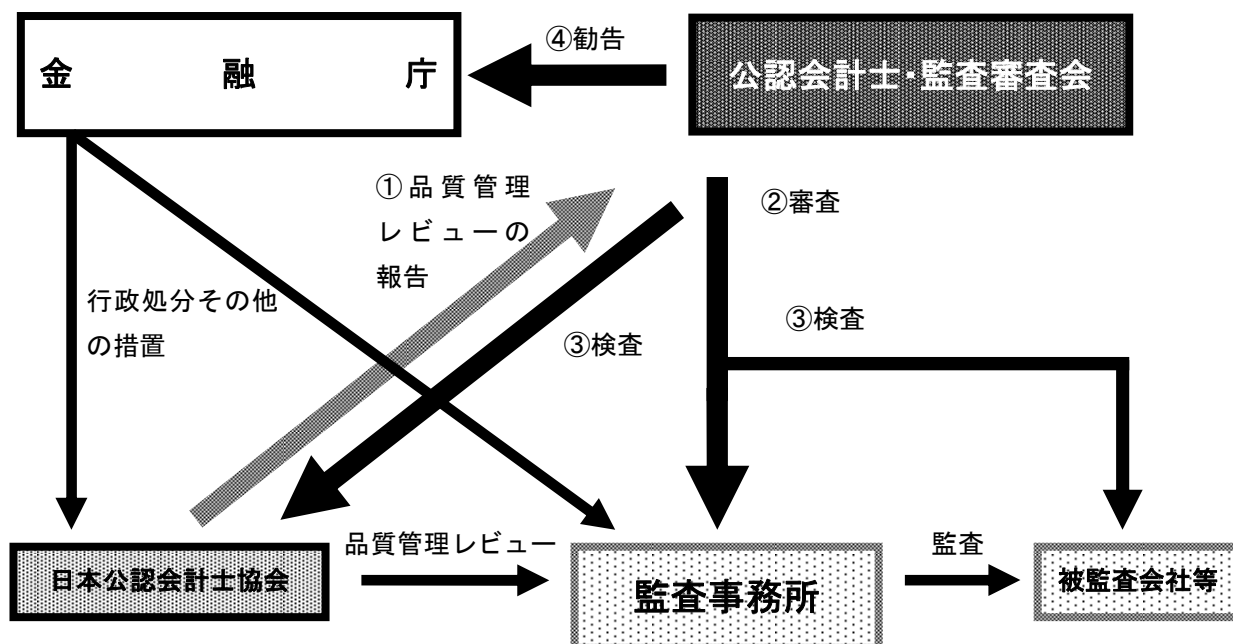 ④勧告
金融庁
公認会計士・監査審査会
①品質管理
レビューの
報告
②審査
行政処分その他
の措置
③検査
③検査
品質管理レビュー
監査
日本公認会計士協会
監査事務所
被監査会社等